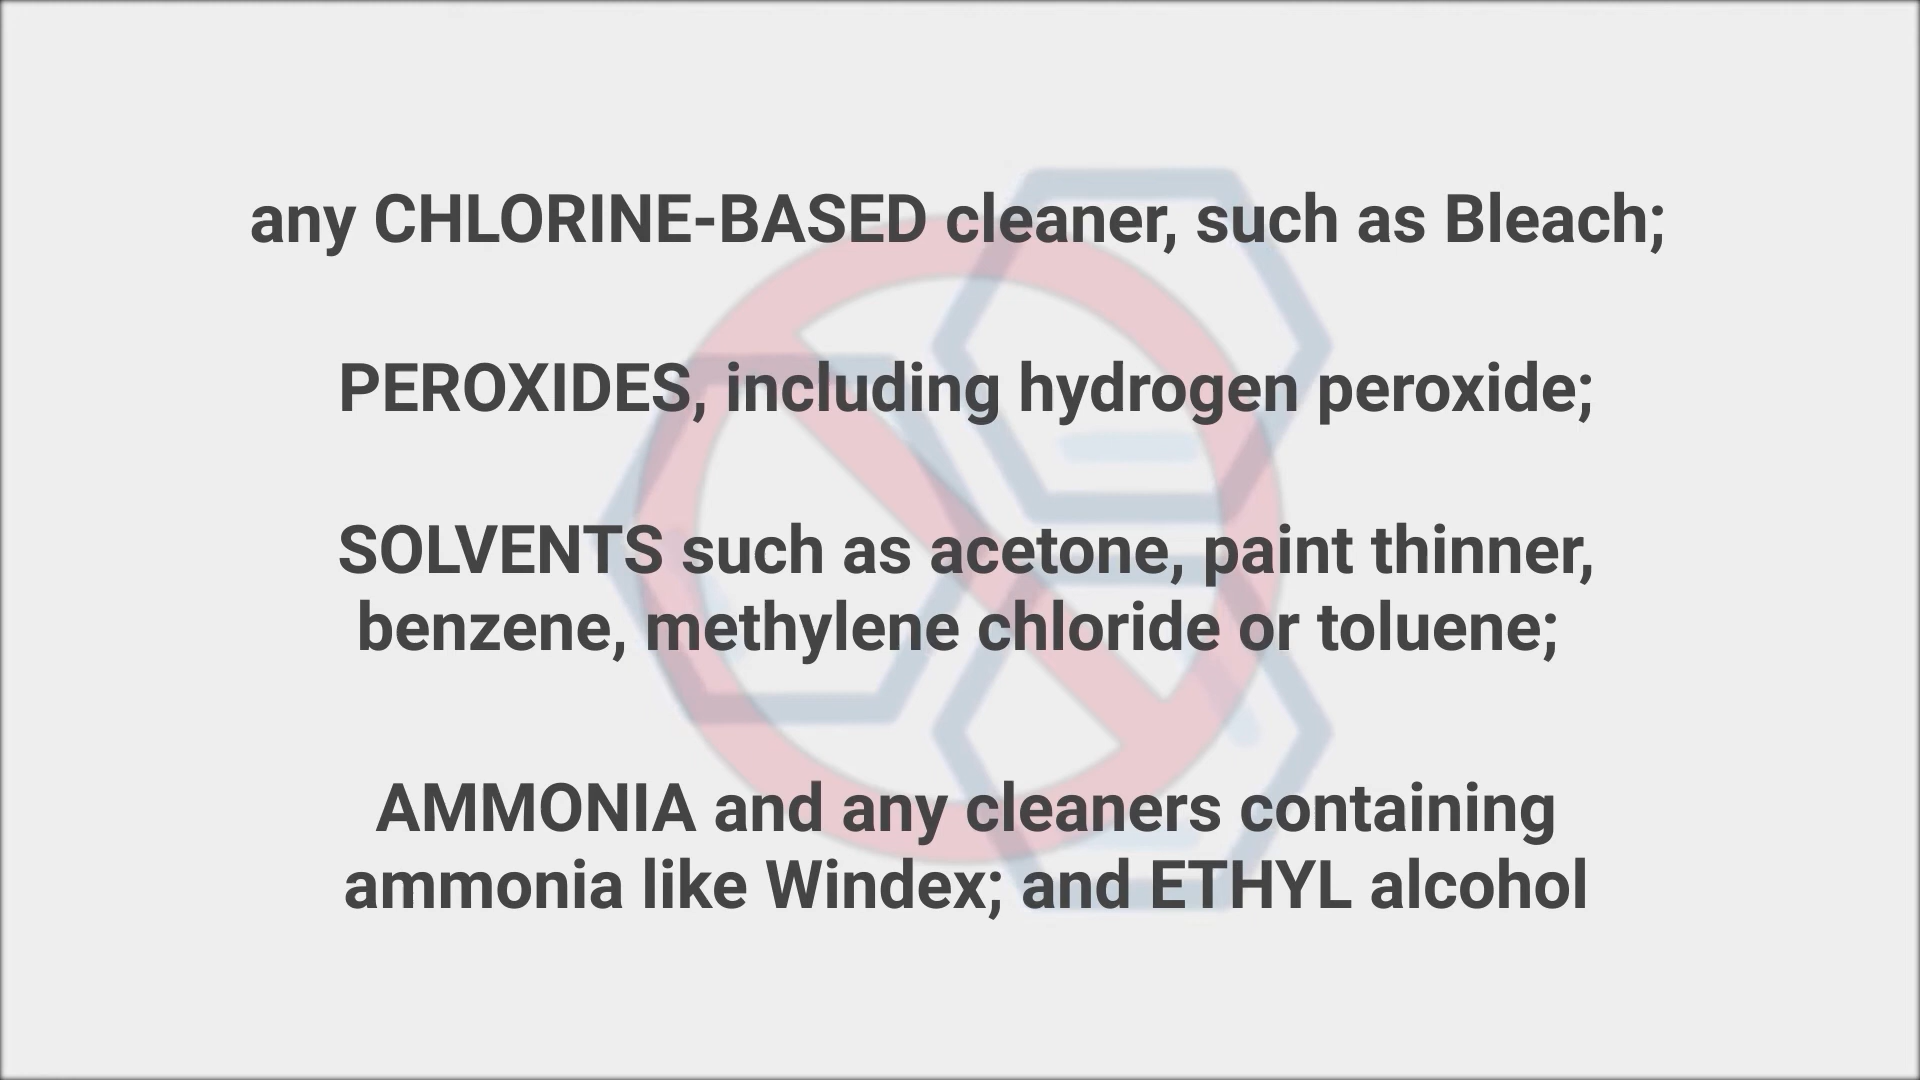 any CHLORINE-BASED cleaner, such as Bleach;
PEROXIDES, including hydrogen peroxide;
SOLVENTS such as acetone, paint thinner,
benzene, methylene chloride or toluene;
AMMONIA and any cleaners containing
ammonia like Windex; and ETHYL alcohol